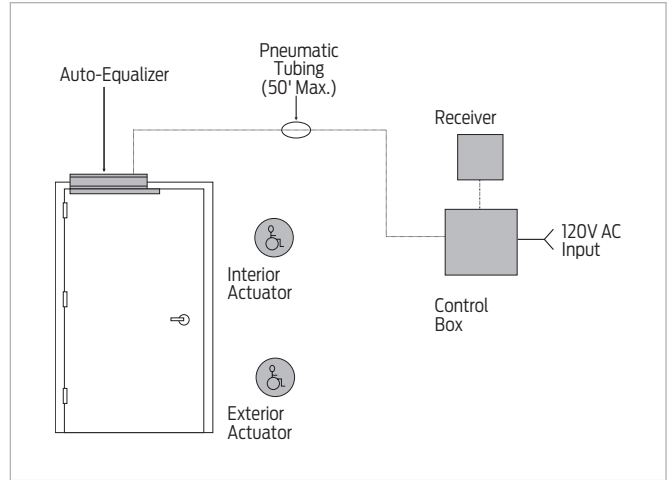 Auto-Equalizer
Pneumatic
Tubing
(50' Max.)
Receiver
120V AC
Input
Interior
Actuator
Control
Box
Exterior
Actuator